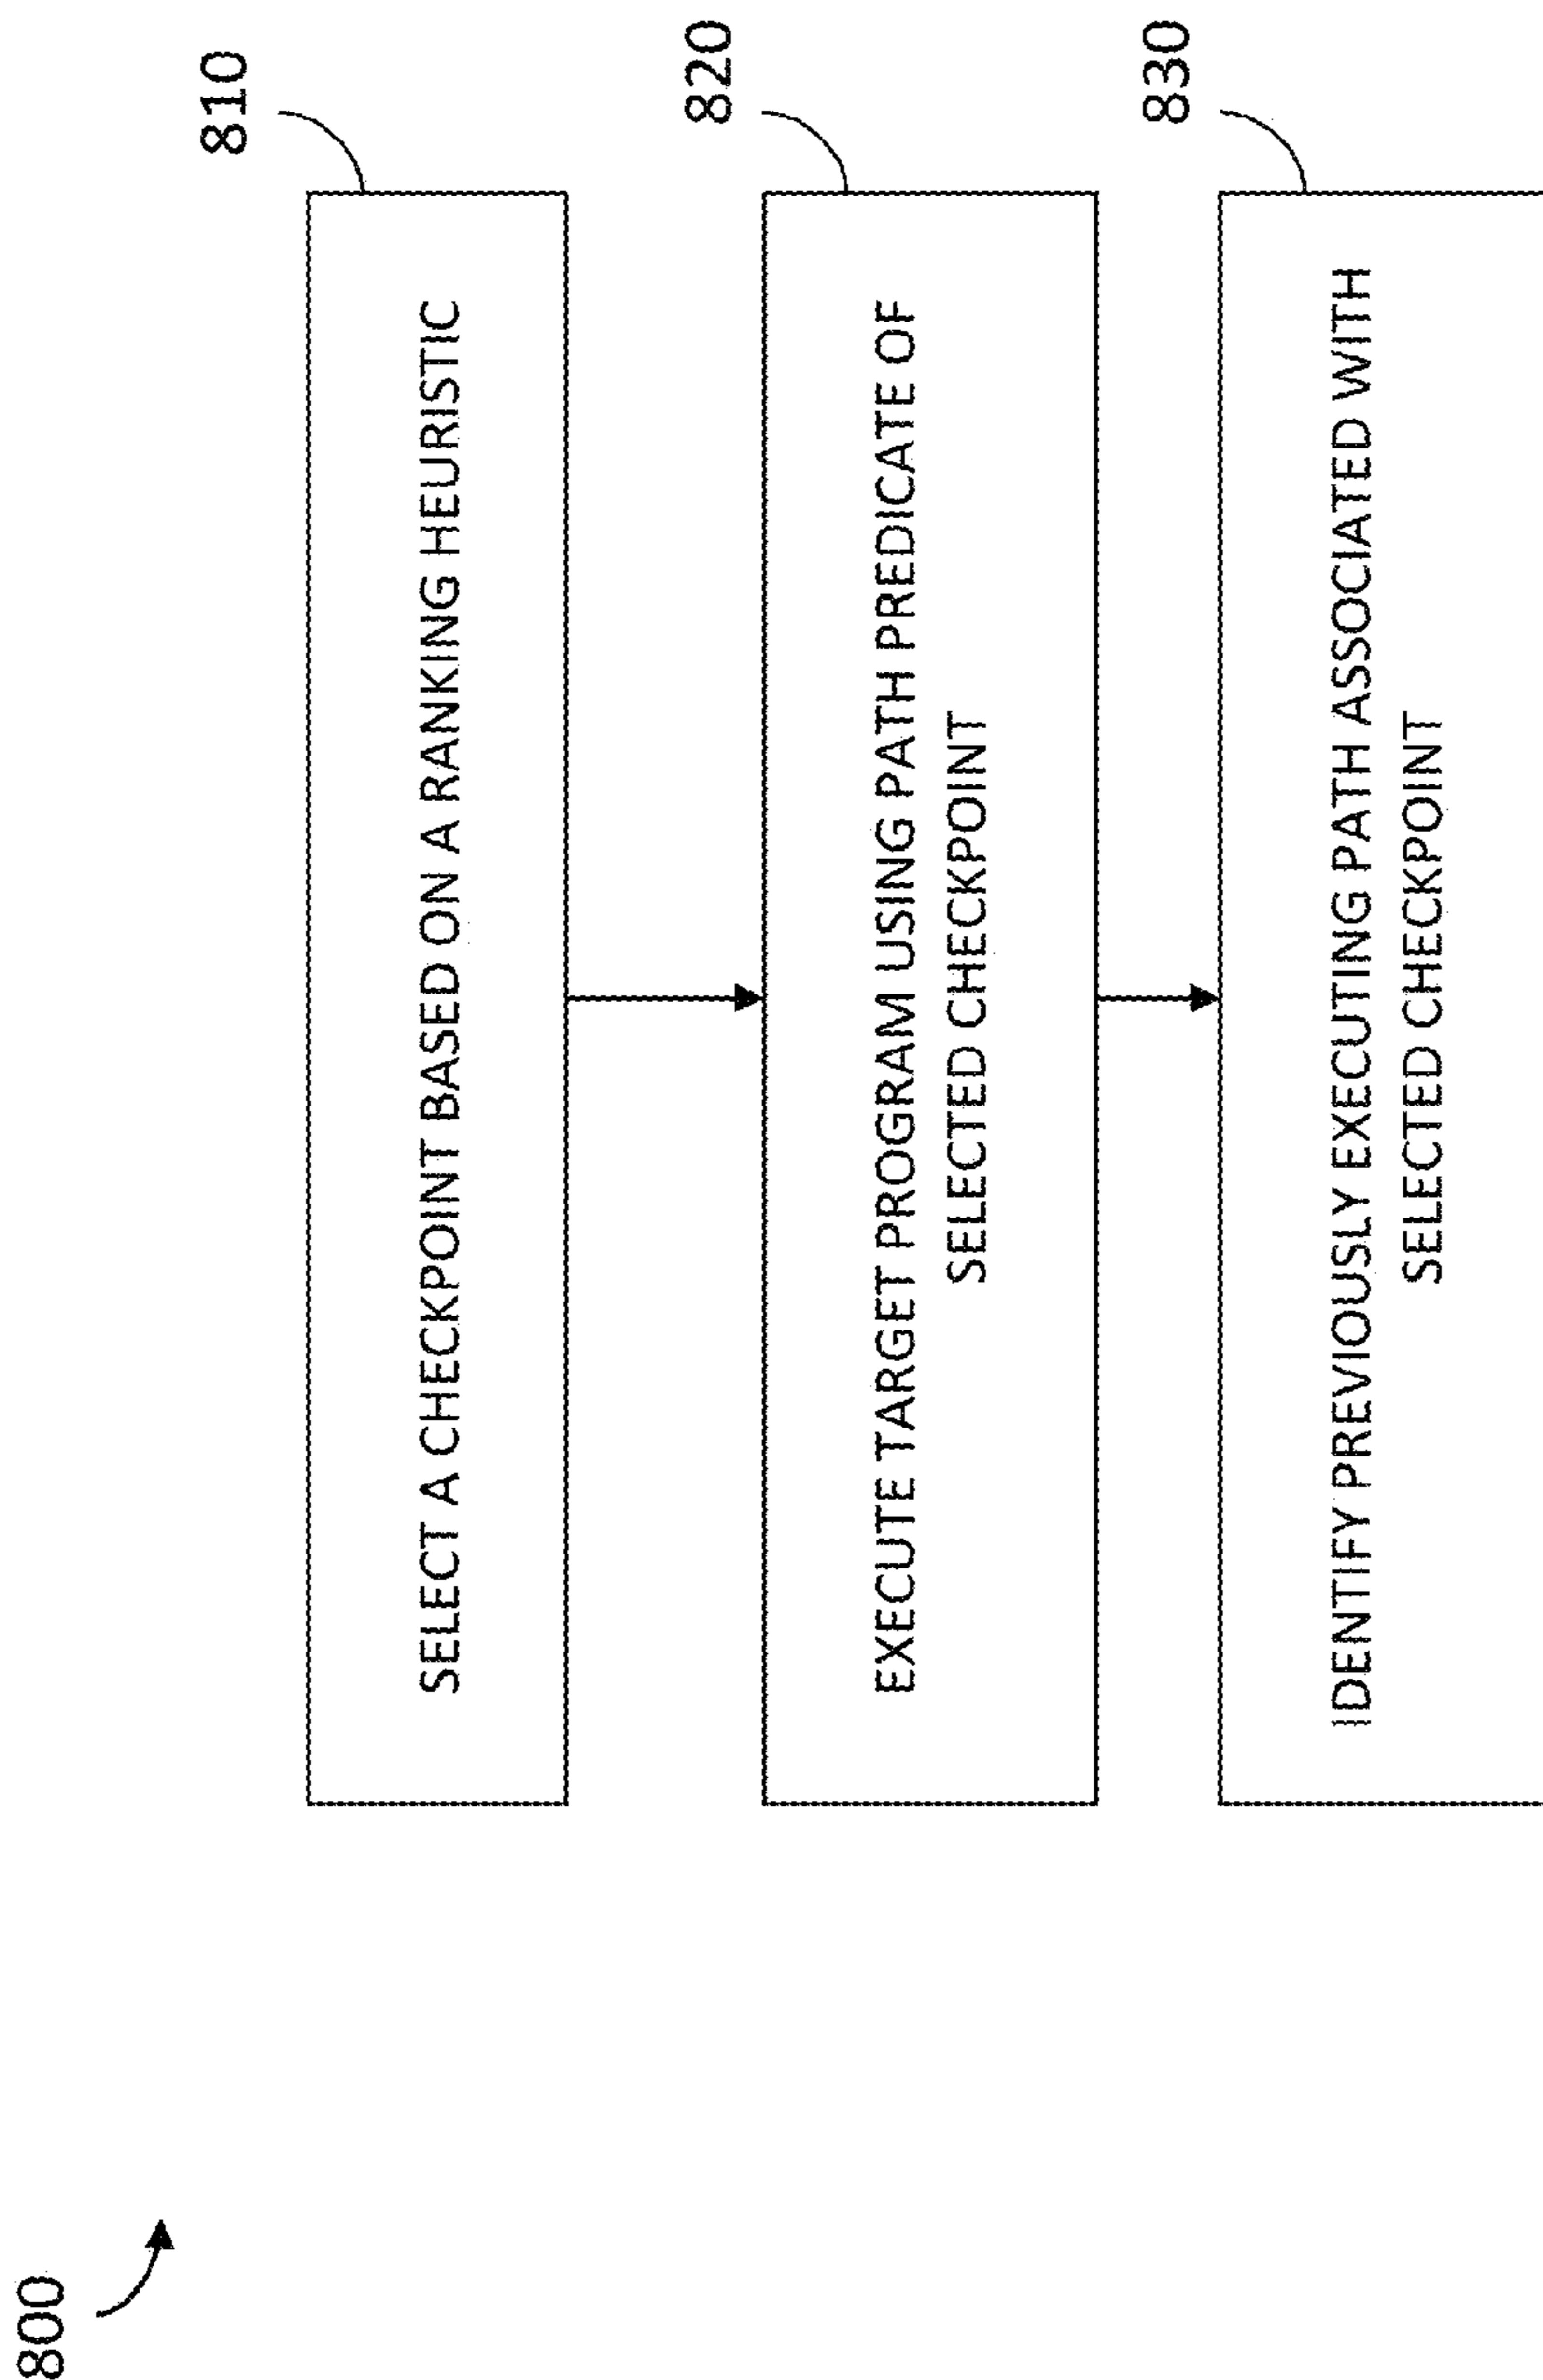 800
810
SELECT A CHECKPOINT BASED ON A RANKING HEURISTIC
820
EXECUTE TARGET PROGRAM USING PATH PREDICATE OF
SELECTED CHECKPOINT
830
IDENTIFY PREVIOUSLY EXECUTING PATH ASSOCIATED WITH
SELECTED CHECKPOINT